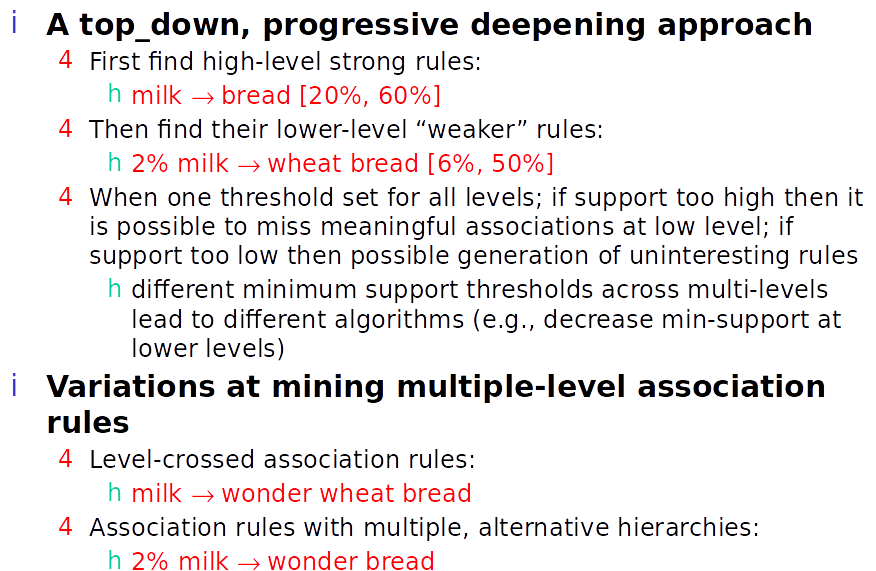 i A top_down, progressive deepening approach
4 First find high-level strong rules:
h milk → bread [20%, 60%]
4 Then find their lower-level “weaker” rules:
h 2% milk → wheat bread [6%, 50%]
4 When one threshold set for all levels; if support too high then it
is possible to miss meaningful associations at low level; if
support too low then possible generation of uninteresting rules
h different minimum support thresholds across multi-levels
lead to different algorithms (e.g., decrease min-support at
lower levels)
i Variations at mining multiple-level association
rules
4 Level-crossed association rules:
h milk → wonder wheat bread
4 Association rules with multiple, alternative hierarchies:
h 2% milk → wonder bread